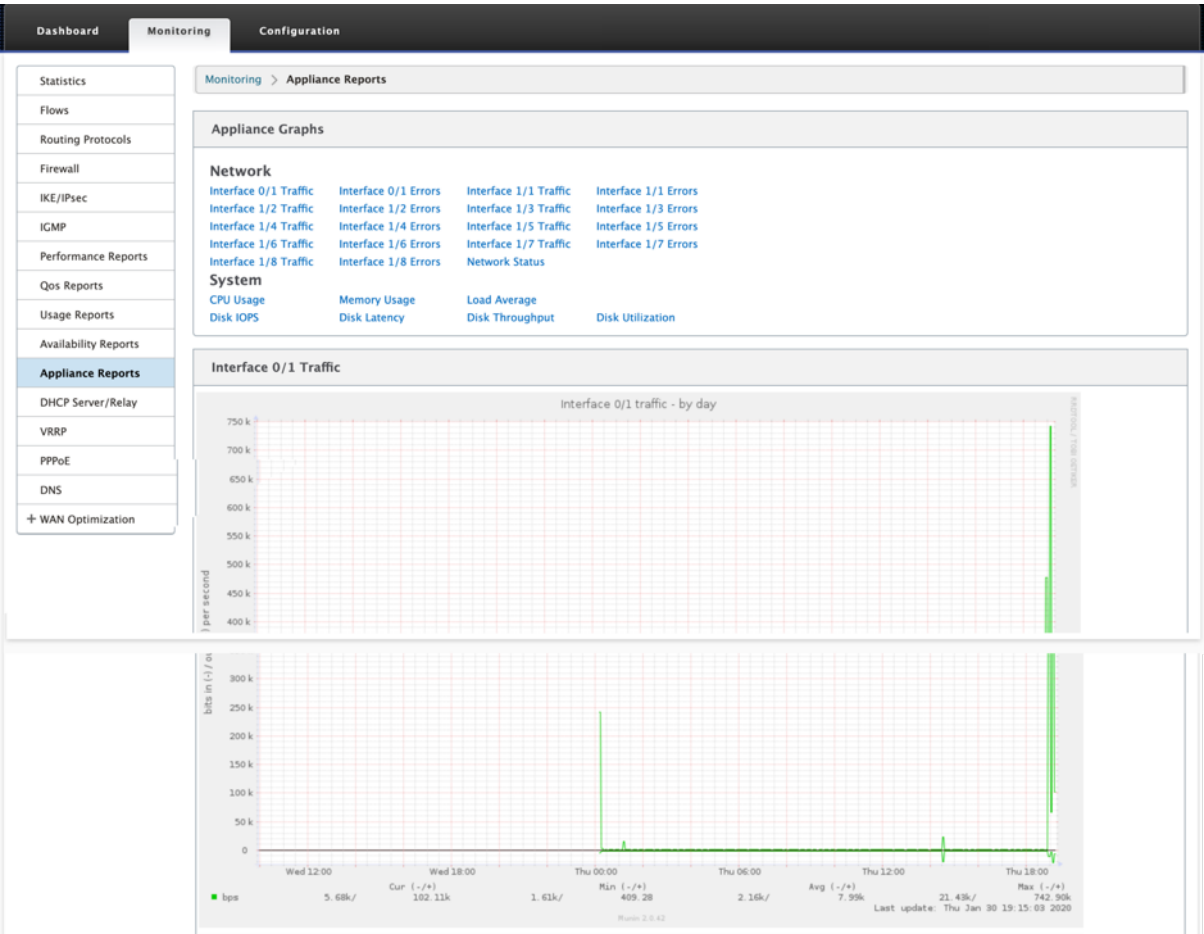 Dashboard Monitoring Configuration
Statistics
Flows
Routing Protocols
Firewall
IKE/IPsec
IGMP
Performance Reports
Qos Reports
Usage Reports
Availability Reports
Appliance Reports
DHCP Server/Relay
VRRP
PPPoE
DNS
+ WAN Optimization
Monitoring > Appliance Reports
Appliance Graphs
Network
Interface 0/1 Traffic Interface 0/1 Errors Interface 1/1 Traffic Interface 1/1 Errors
Interface 1/2 Traffic Interface 1/2 Errors Interface 1/3 Traffic Interface 1/3 Errors
Interface 1/4 Traffic Interface 1/4 Errors Interface 1/5 Traffic Interface 1/5 Errors
Interface 1/6 Traffic Interface 1/6 Errors Interface 1/7 Traffic Interface 1/7 Errors
Interface 1/8 Traffic Interface 1/8 Errors Network Status
System
CPU Usage Memory Usage Load Average
Disk IOPS Disk Latency Disk Throughput Disk Utilization
Interface 0/1 Traffic
Interface 0/1 traffic - by day
RRDTOOL / TOBI OETIKER
750 k
700 k
650 k
600 k
550 k
500 k
450 k
400 k
) per second
300 k
250 k
200 k
150 k
100 k
50 k
0
bits in (-) / ou
Wed 12:00 Wed 18:00 Thu 00:00 Thu 06:00 Thu 12:00 Thu 18:00
Cur (-/+) Min (-/+) Avg (-/+) Max (-/+)
bps 5.68k/ 102.11k 1.61k/ 409.28 2.16k/ 7.99k 21.43k/ 742.90k
Last update: Thu Jan 30 19:15:03 2020
Munin 2.0.42